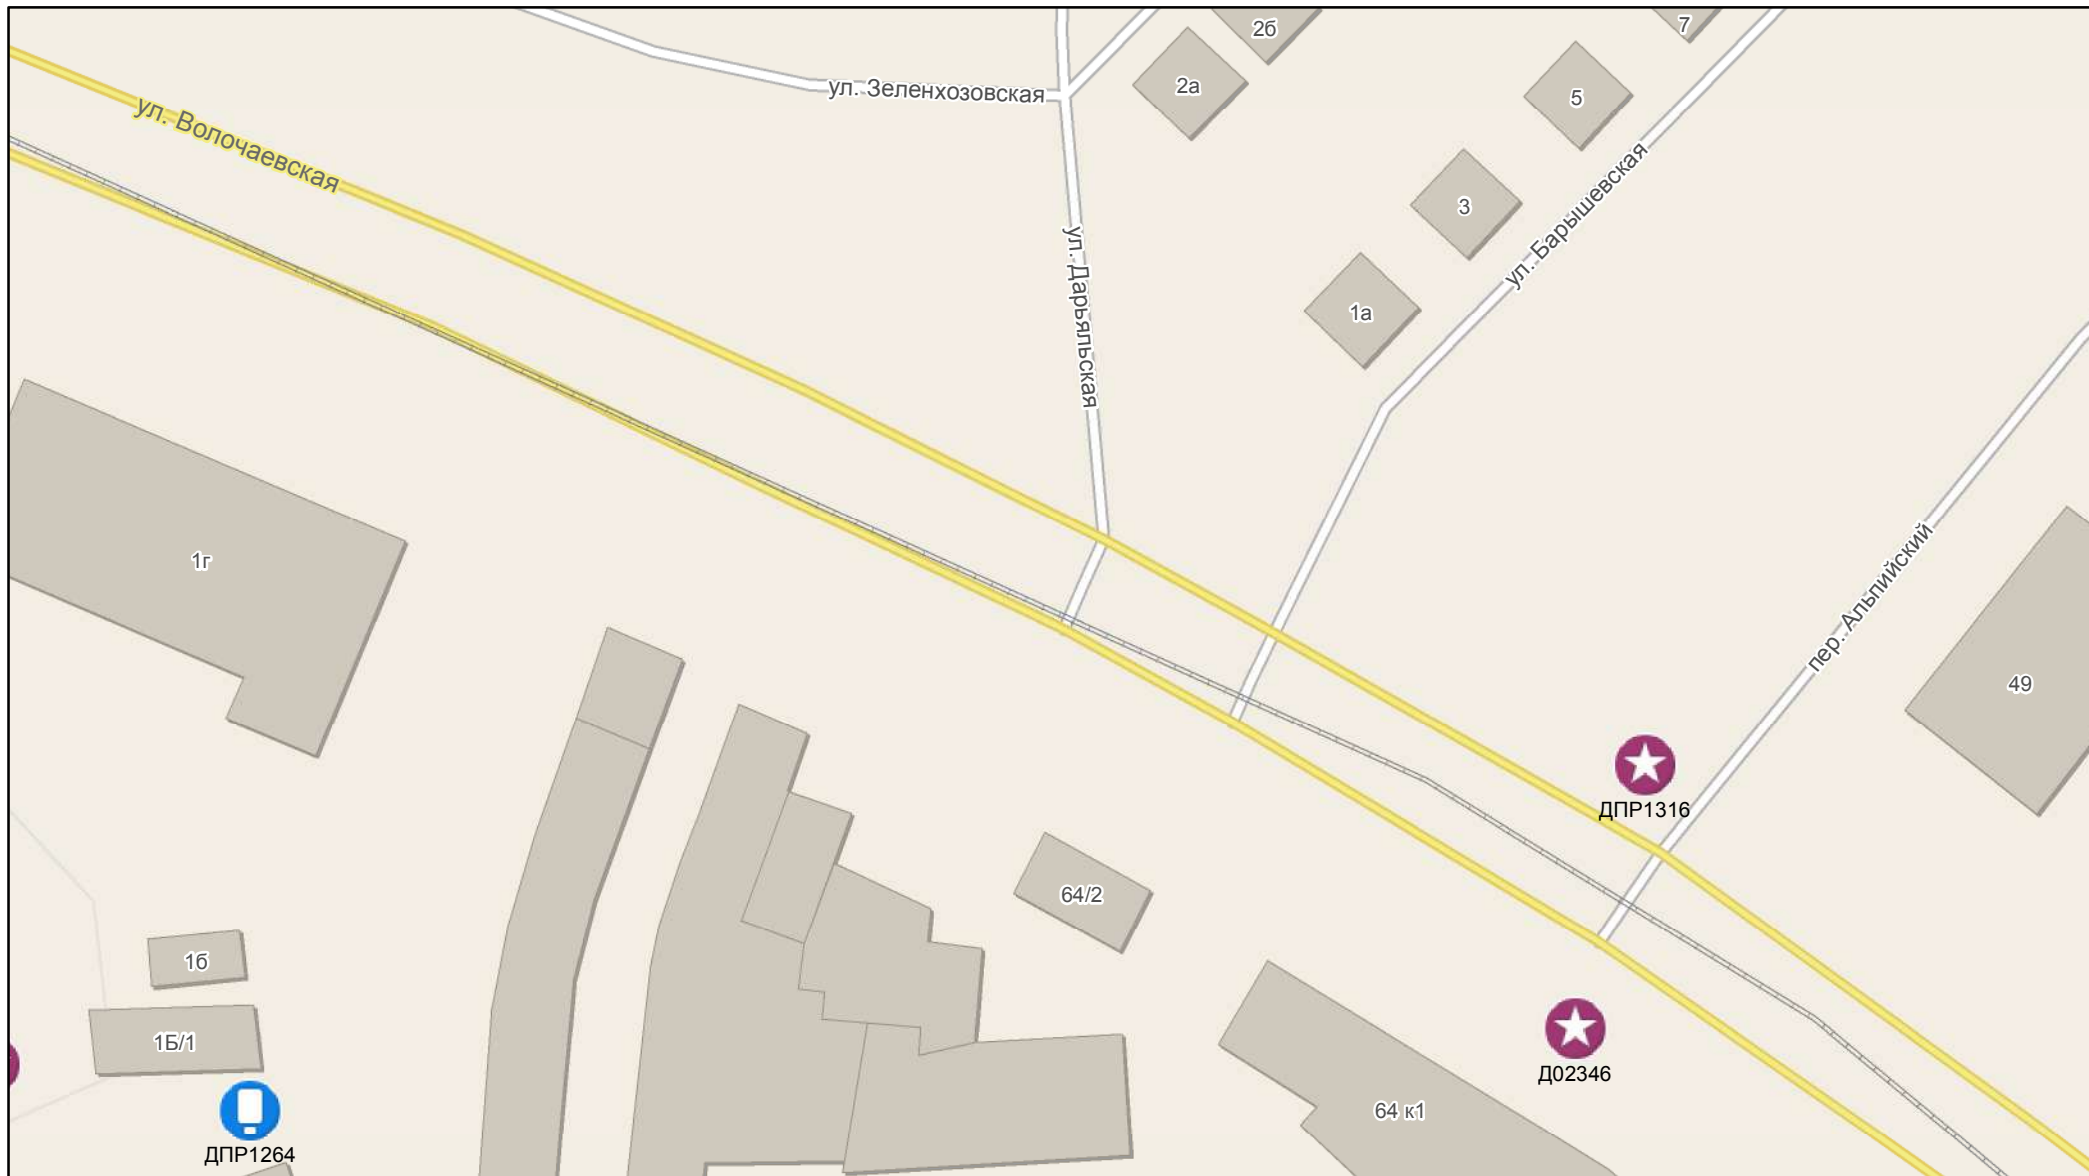 2б
7
2а
5
ул. Зеленхозовская
ул. Волочаевская
3
ул. Барышевская
ул. Дарьяльская
1а
1г
пер. Альпийский
49
ДПР1316
64/2
1б
1Б/1
Д02346
64 к1
ДПР1264